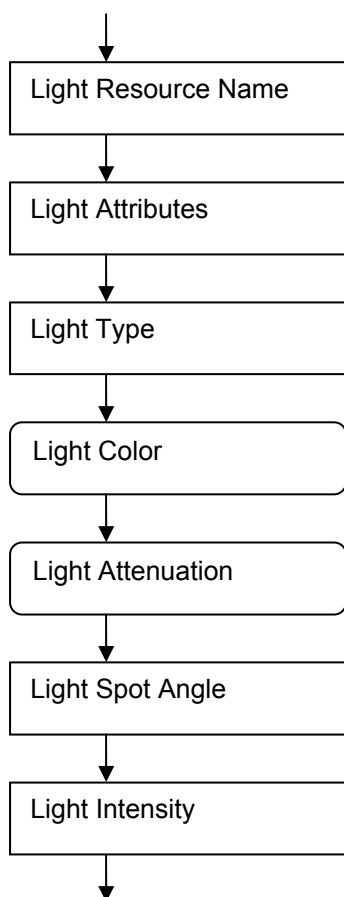 Light Resource Name
Light Attributes
Light Type
Light Color
Light Attenuation
Light Spot Angle
Light Intensity